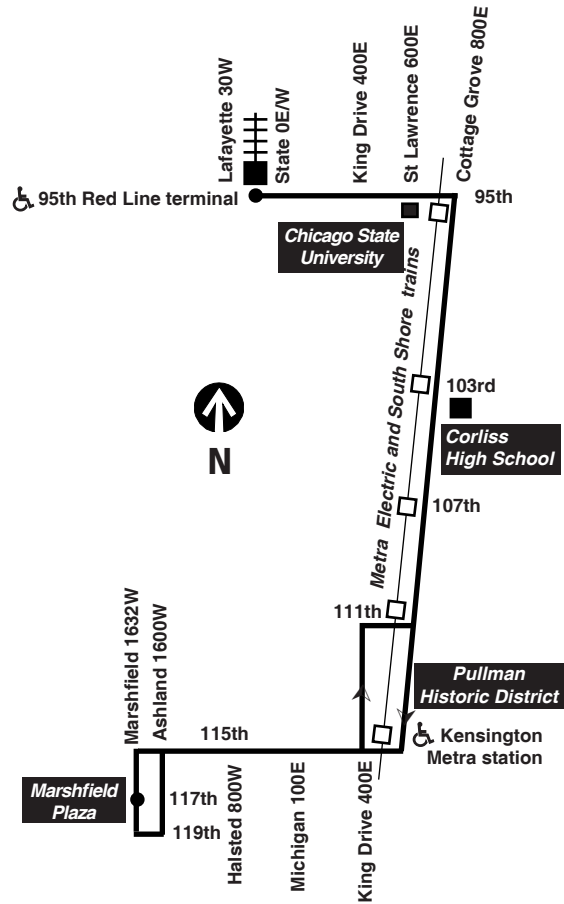 Lafayette 30W
State 0E/W
King Drive 400E
St Lawrence 600E
Cottage Grove 800E
95th Red Line terminal
95th
Chicago State
University
Metra Electric and South Shore trains
103rd
Corliss
High School
N
107th
111th
Marshfield 1632W
Ashland 1600W
Pullman
Historic District
115th
Kensington
Metra station
Marshfield
Plaza
117th
119th
Halsted 800W
Michigan 100E
King Drive 400E